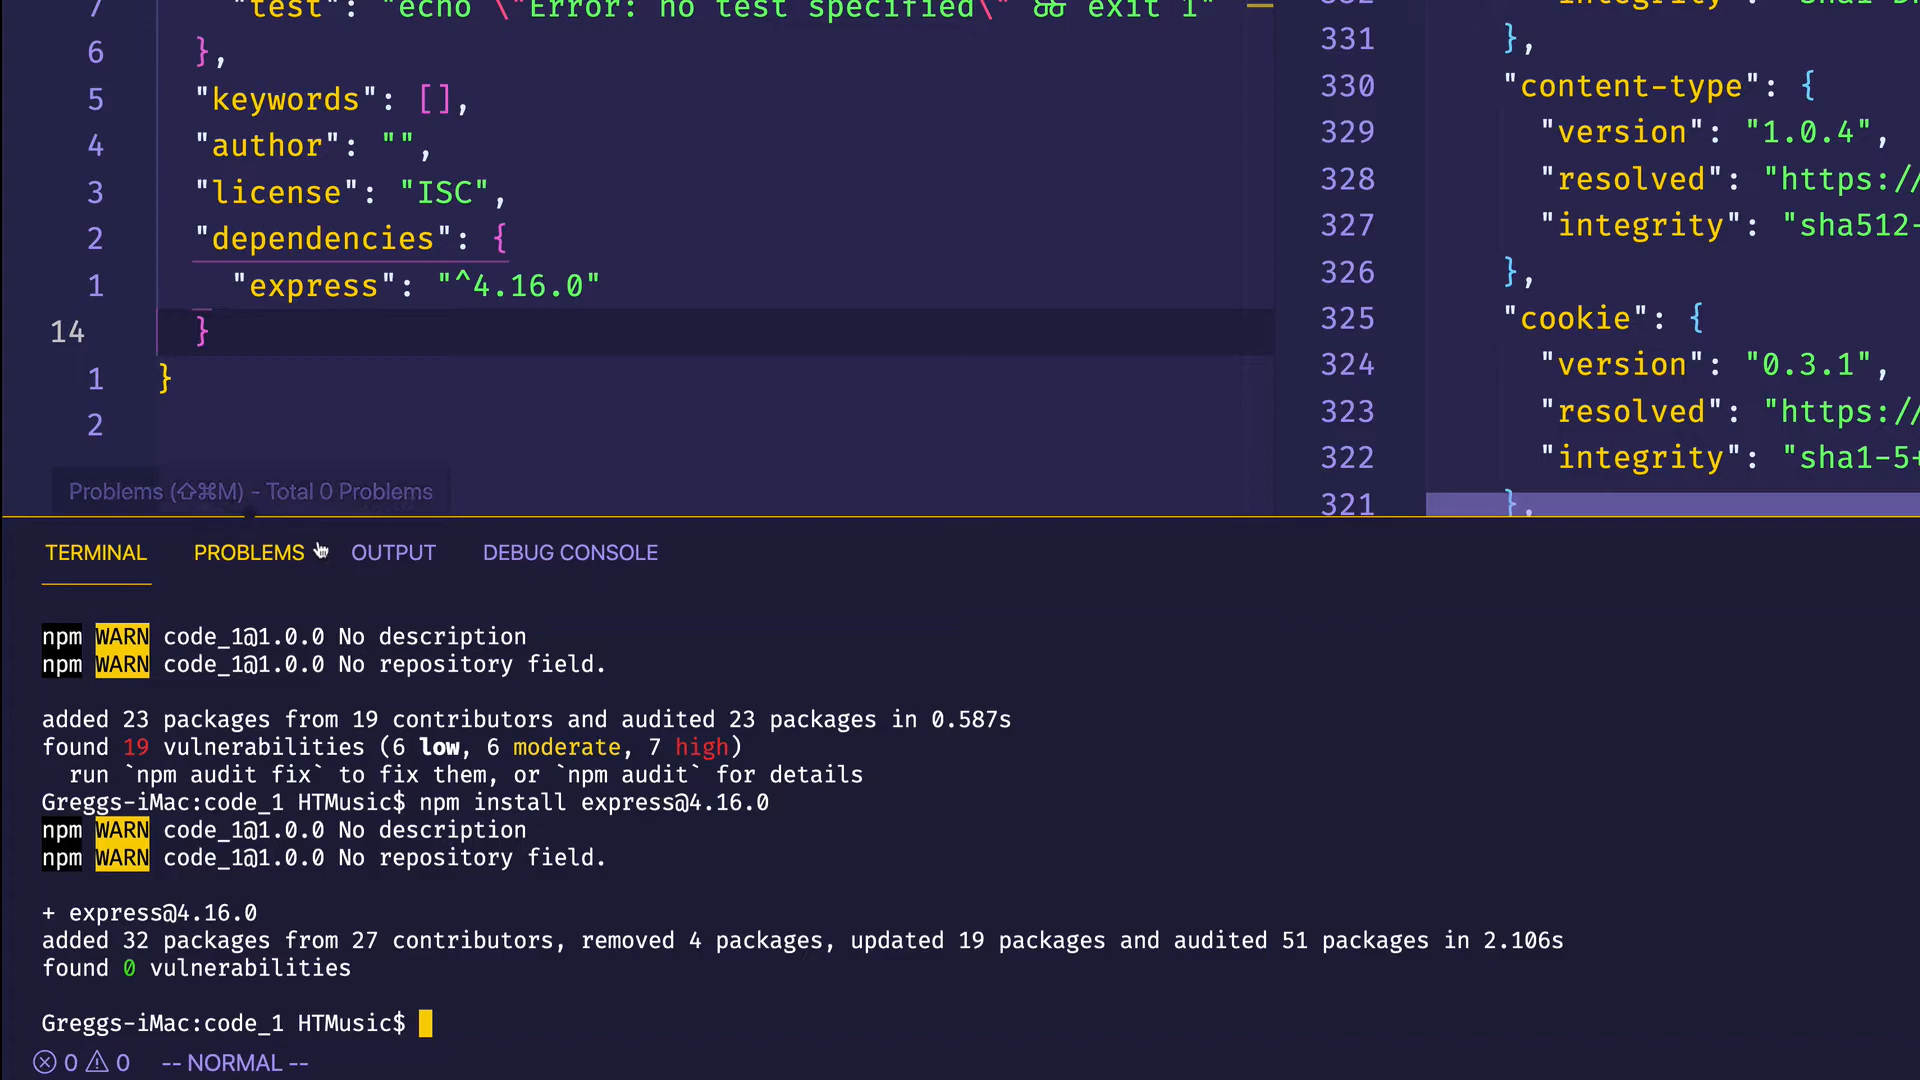 7 "test": "echo \"Error: no test specified\" && exit 1"
6 },
5 "keywords": [],
4 "author": "",
3 "license": "ISC",
2 "dependencies": {
1 "express": "^4.16.0"
14 }
1 }
2
331 },
330 "content-type": {
329 "version": "1.0.4",
328 "resolved": "https://
327 "integrity": "sha512-
326 },
325 "cookie": {
324 "version": "0.3.1",
323 "resolved": "https://
322 "integrity": "sha1-5+
321 },
Problems (⇧⌘M) - Total 0 Problems
TERMINAL PROBLEMS OUTPUT DEBUG CONSOLE
npm WARN code_1@1.0.0 No description
npm WARN code_1@1.0.0 No repository field.
added 23 packages from 19 contributors and audited 23 packages in 0.587s
found 19 vulnerabilities (6 low, 6 moderate, 7 high)
run `npm audit fix` to fix them, or `npm audit` for details
Greggs-iMac:code_1 HTMusic$ npm install express@4.16.0
npm WARN code_1@1.0.0 No description
npm WARN code_1@1.0.0 No repository field.
+ express@4.16.0
added 32 packages from 27 contributors, removed 4 packages, updated 19 packages and audited 51 packages in 2.106s
found 0 vulnerabilities
Greggs-iMac:code_1 HTMusic$
0 0 -- NORMAL --